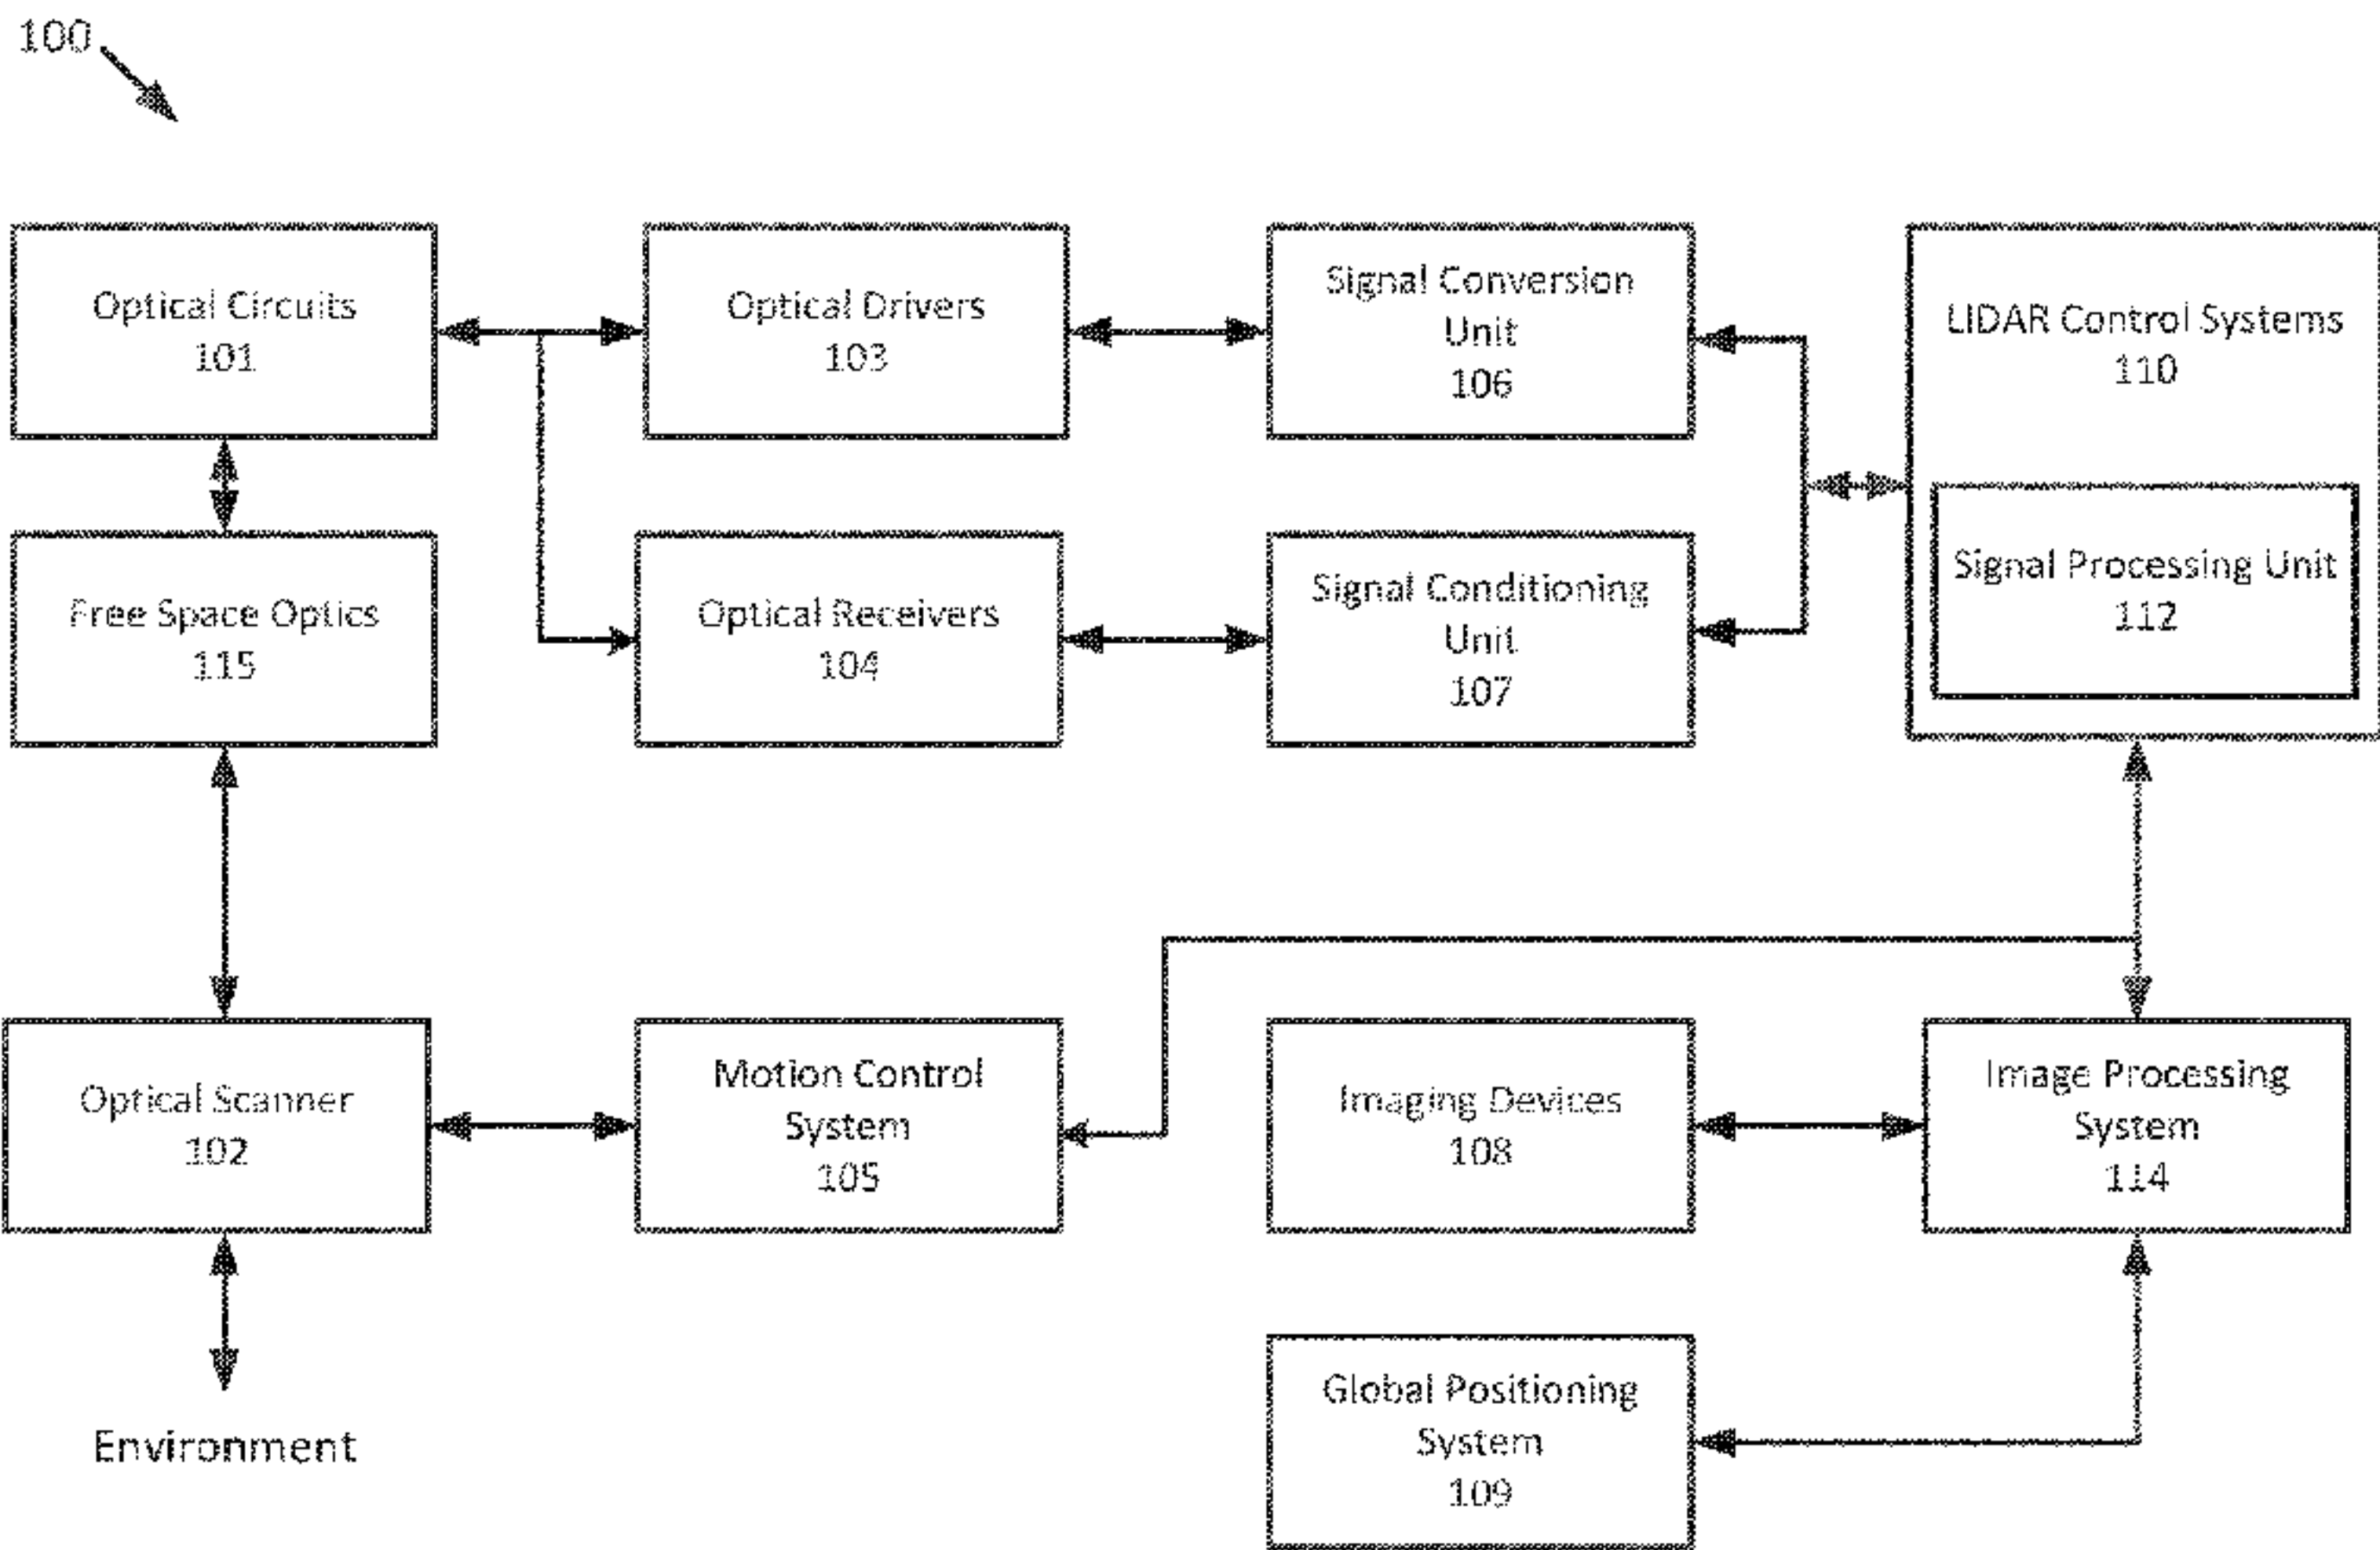 100
Optical Circuits
101
Optical Drivers
103
Signal Conversion
Unit
106
LIDAR Control Systems
110
Signal Processing Unit
112
Free Space Optics
115
Optical Receivers
104
Signal Conditioning
Unit
107
Optical Scanner
102
Motion Control
System
105
Imaging Devices
108
Image Processing
System
114
Environment
Global Positioning
System
109